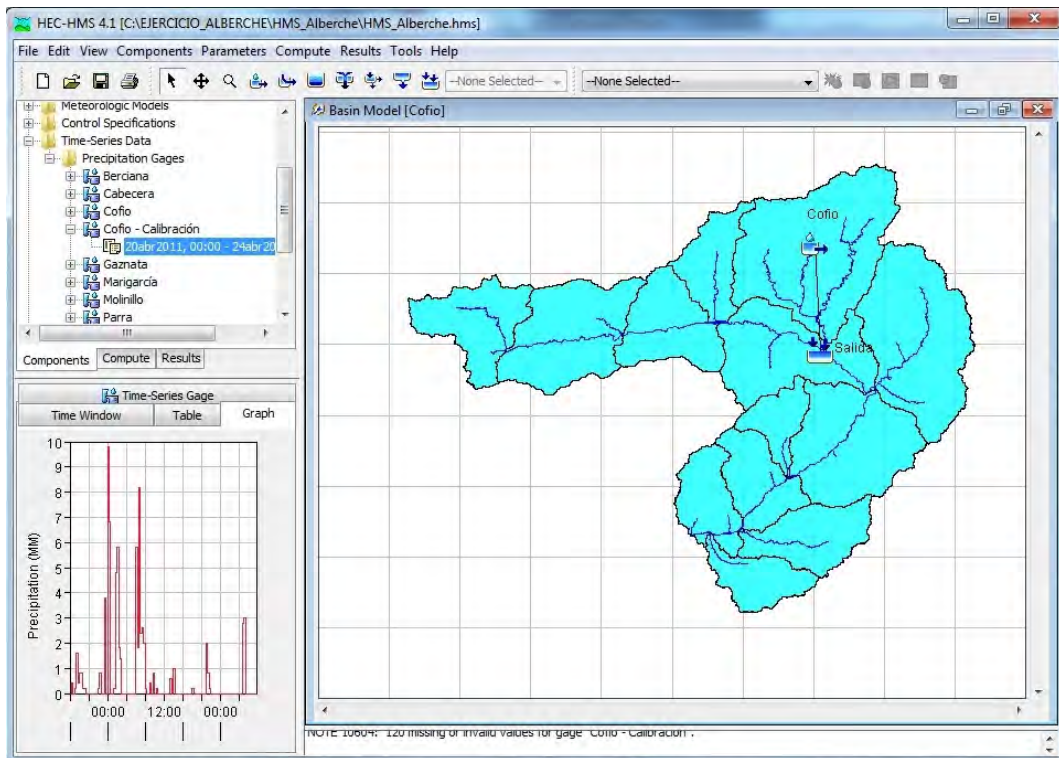 HEC-HMS 4.1 [C:\EJERCICIO_ALBERCHE\HMS_Alberche\HMS_Alberche.hms]
File Edit View Components Parameters Compute Results Tools Help
--None Selected-- --None Selected--
Meteorologic Models
Control Specifications
Time-Series Data
Precipitation Gages
Berciana
Cabecera
Cofio
Cofio - Calibración
20abr2011, 00:00 - 24abr20
Gaznata
Marigarcía
Molinillo
Parra
Components Compute Results
Time-Series Gage
Time Window Table Graph
Precipitation (MM)
10
9
8
7
6
5
4
3
2
1
0
00:00 12:00 00:00
Basin Model [Cofio]
Cofio
Salida
NOTE 10604: 120 missing or invalid values for gage "Cofio - Calibración".